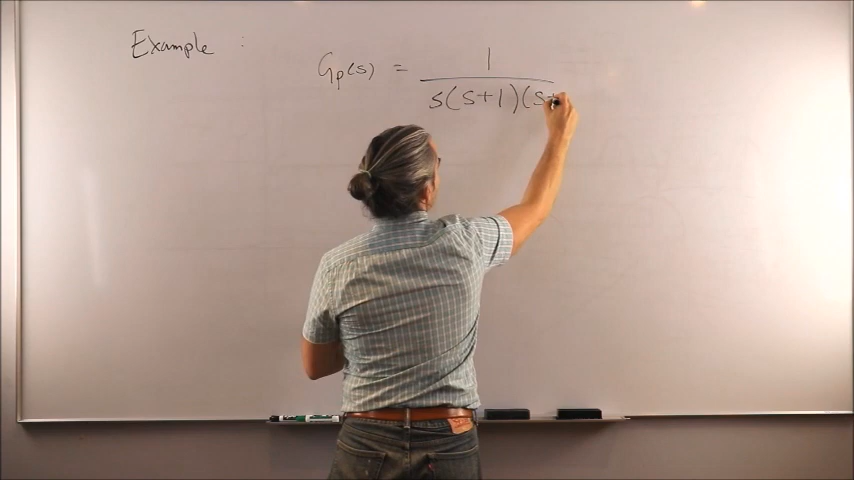 Example :
Gp(s) = 1 / s(s+1)(s+